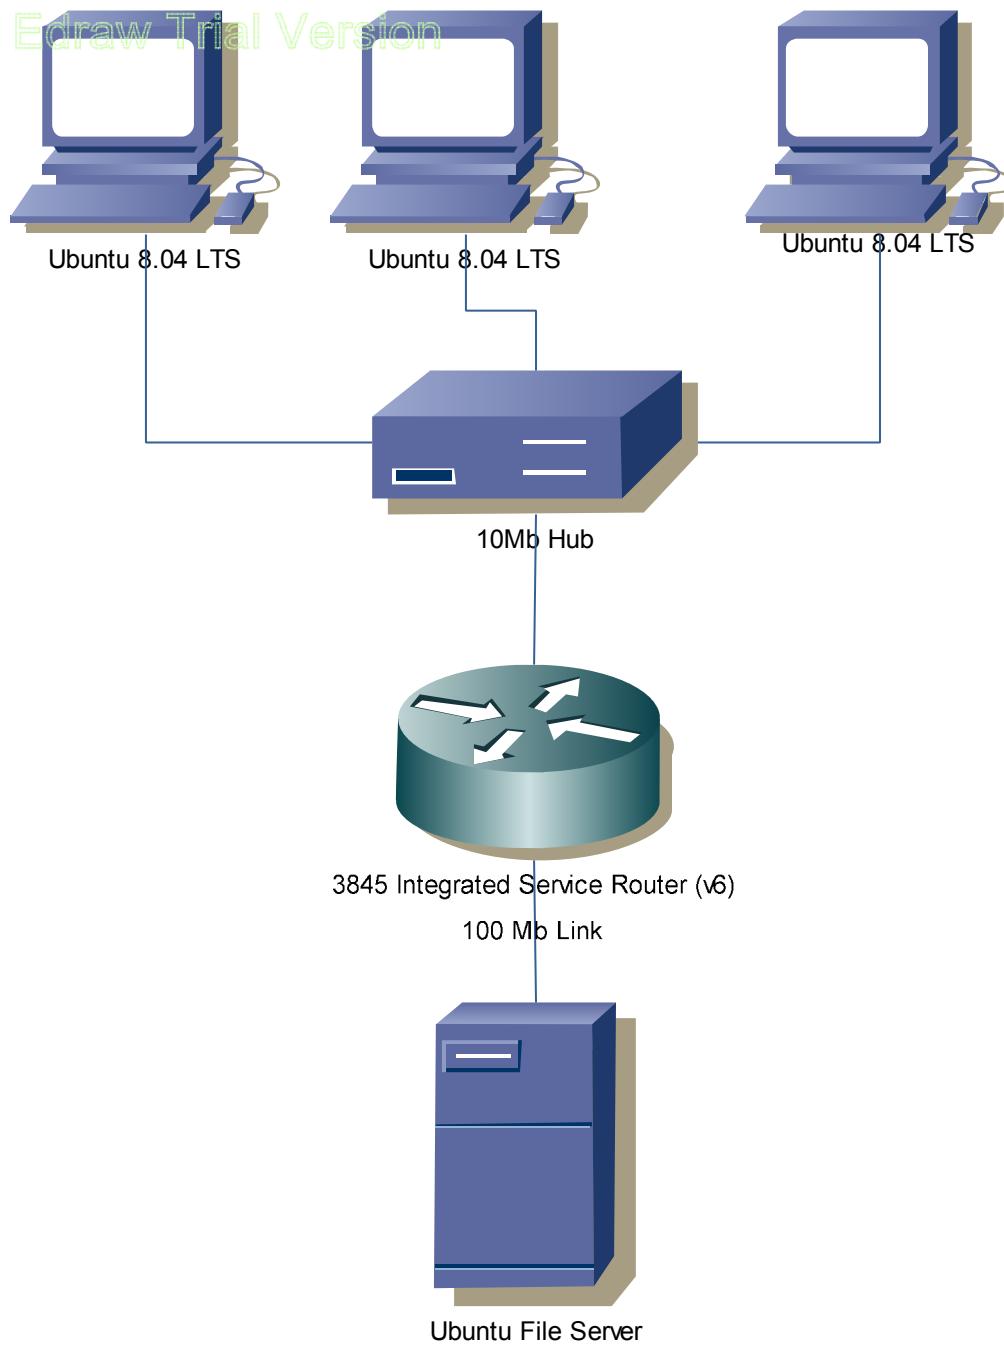 Edraw Trial Version
Ubuntu 8.04 LTS
Ubuntu 8.04 LTS
Ubuntu 8.04 LTS
10Mb Hub
3845 Integrated Service Router (v6)
100 Mb Link
Ubuntu File Server